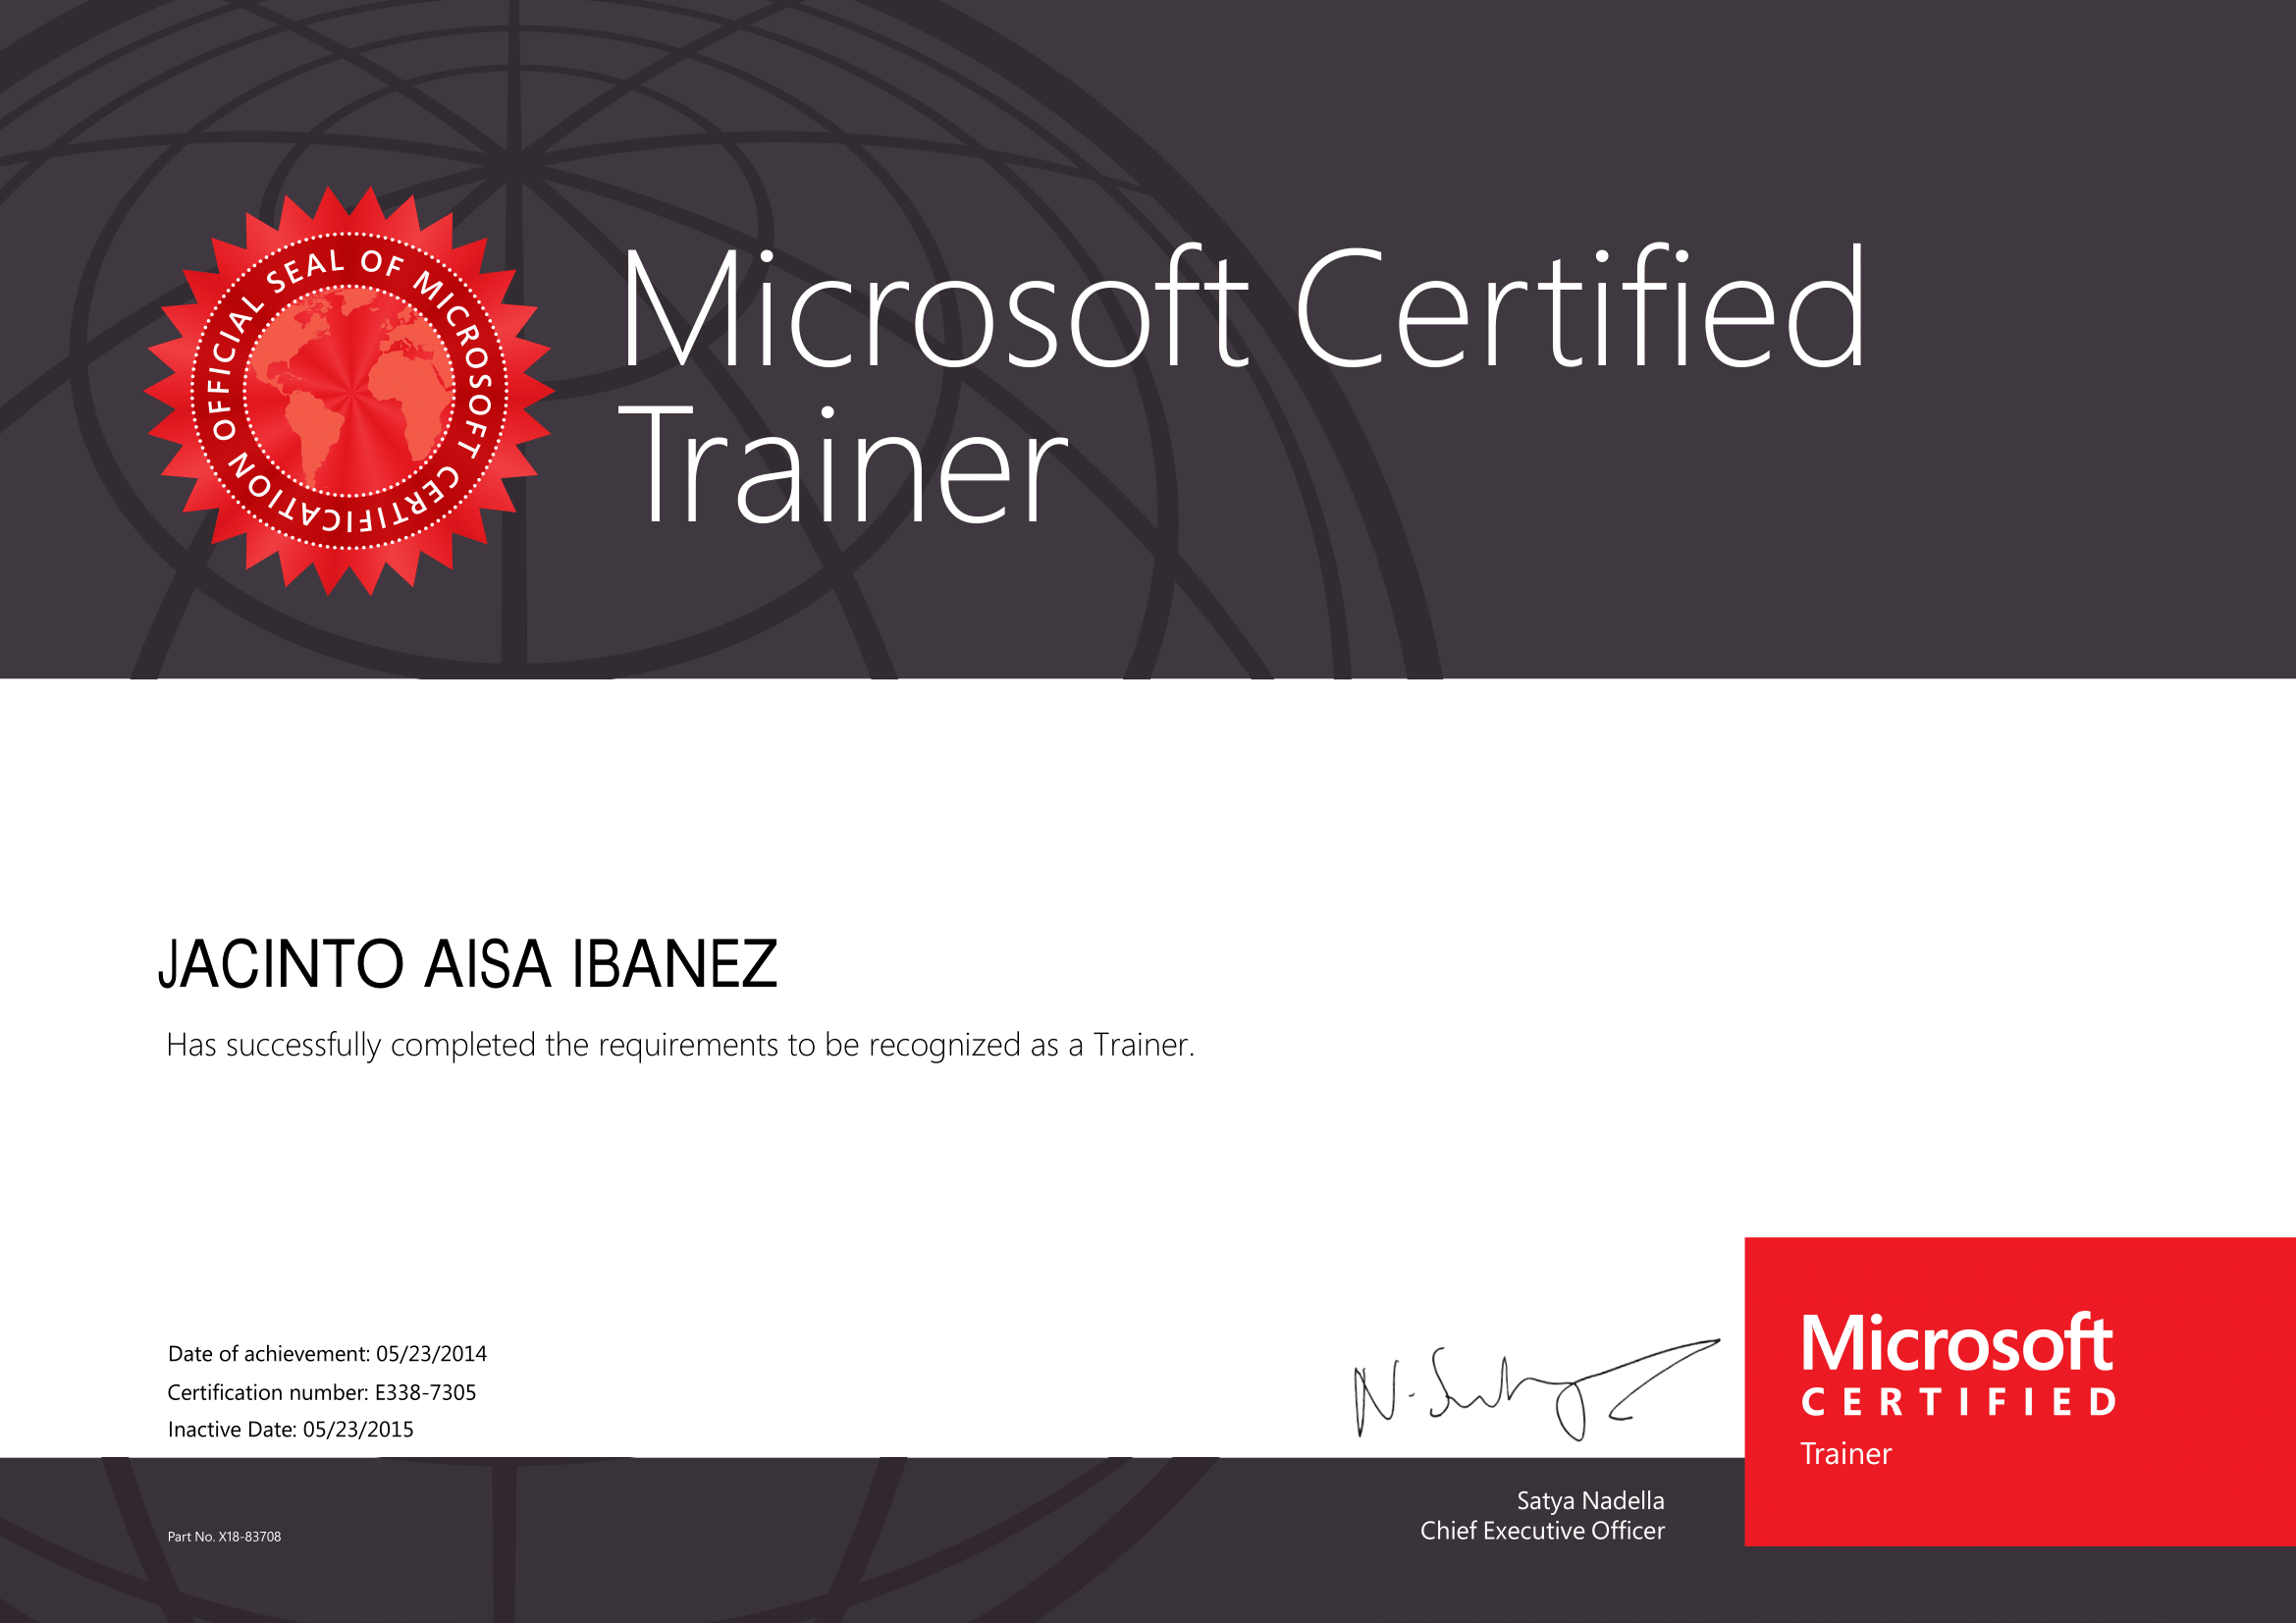 OFFICIAL SEAL OF MICROSOFT CERTIFICATION
Microsoft Certified
Trainer
JACINTO AISA IBANEZ
Has successfully completed the requirements to be recognized as a Trainer.
Date of achievement: 05/23/2014
Certification number: E338-7305
Inactive Date: 05/23/2015
Part No. X18-83708
Satya Nadella
Chief Executive Officer
Microsoft
CERTIFIED
Trainer